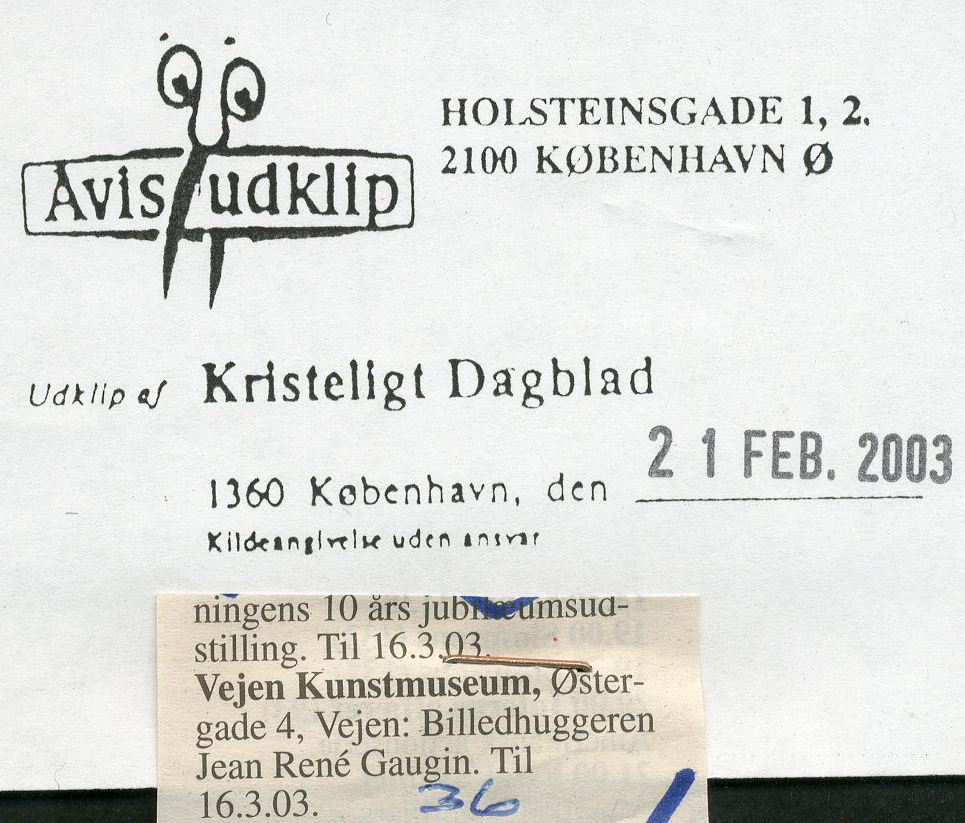 Avis udklip
HOLSTEINSGADE 1, 2.
2100 KØBENHAVN Ø
Udklip af Kristeligt Dagblad
1360 København, den 21 FEB. 2003
Kildeangivelse uden ansvar
ningens 10 års jubilæumsud-
stilling. Til 16.3.03.
Vejen Kunstmuseum, Øster-
gade 4, Vejen: Billedhuggeren
Jean René Gaugin. Til
16.3.03. 36